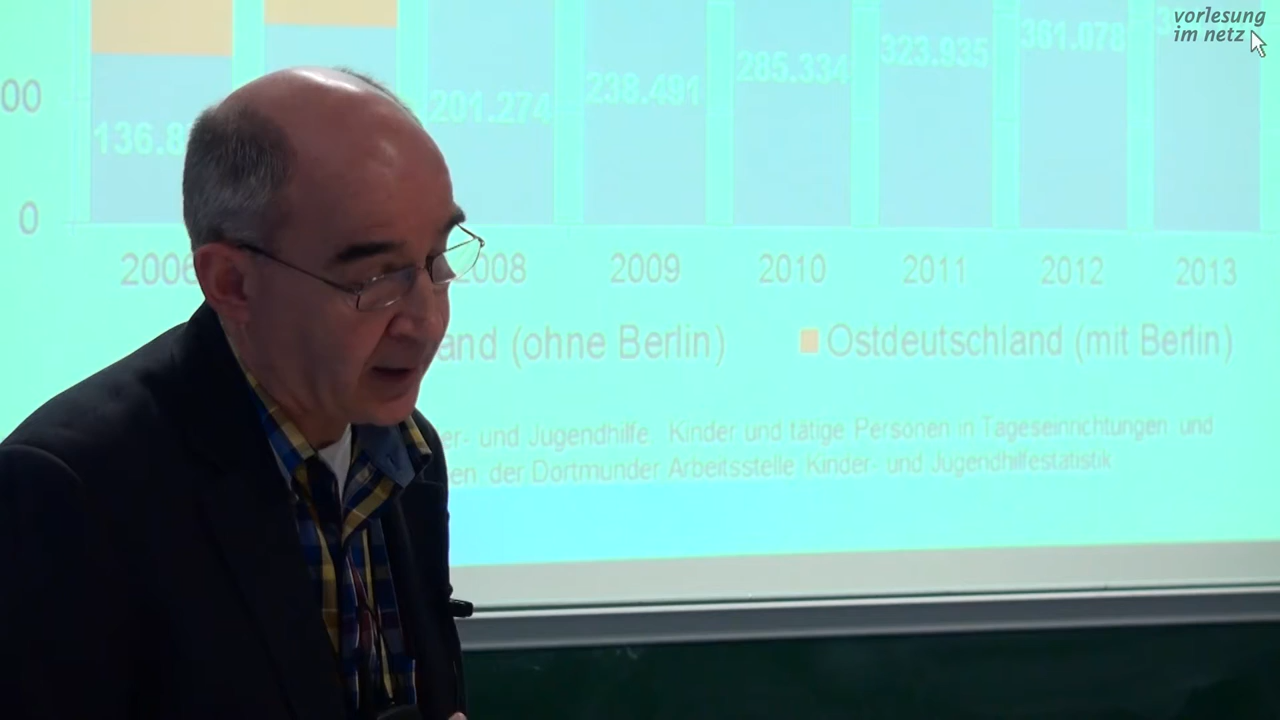 vorlesung
im netz
00
136.8
201.274
238.491
285.334
323.935
361.078
3
0
2006
2008
2009
2010
2011
2012
2013
and (ohne Berlin)
Ostdeutschland (mit Berlin)
er- und Jugendhilfe Kinder und tätige Personen in Tageseinrichtungen und
en der Dortmunder Arbeitsstelle Kinder- und Jugendhilfestatistik